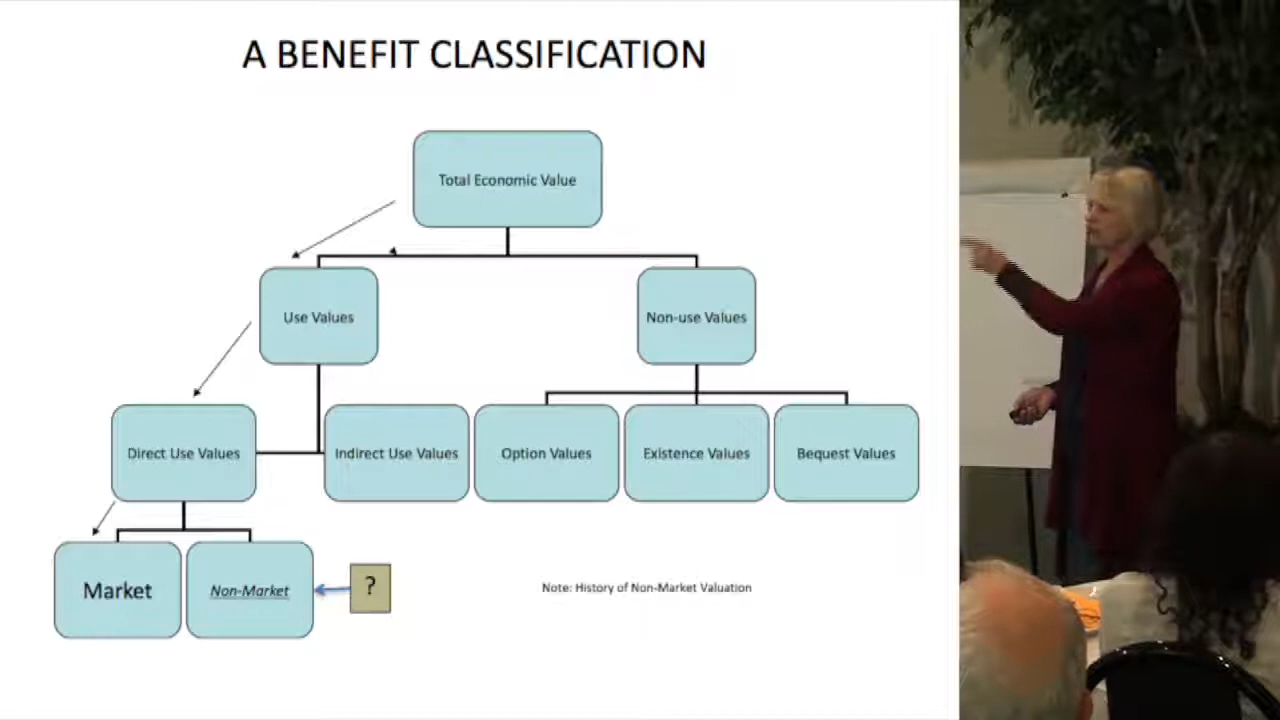 A BENEFIT CLASSIFICATION
Total Economic Value
Use Values
Non-use Values
Direct Use Values
Indirect Use Values
Option Values
Existence Values
Bequest Values
Market
Non-Market
?
Note: History of Non-Market Valuation